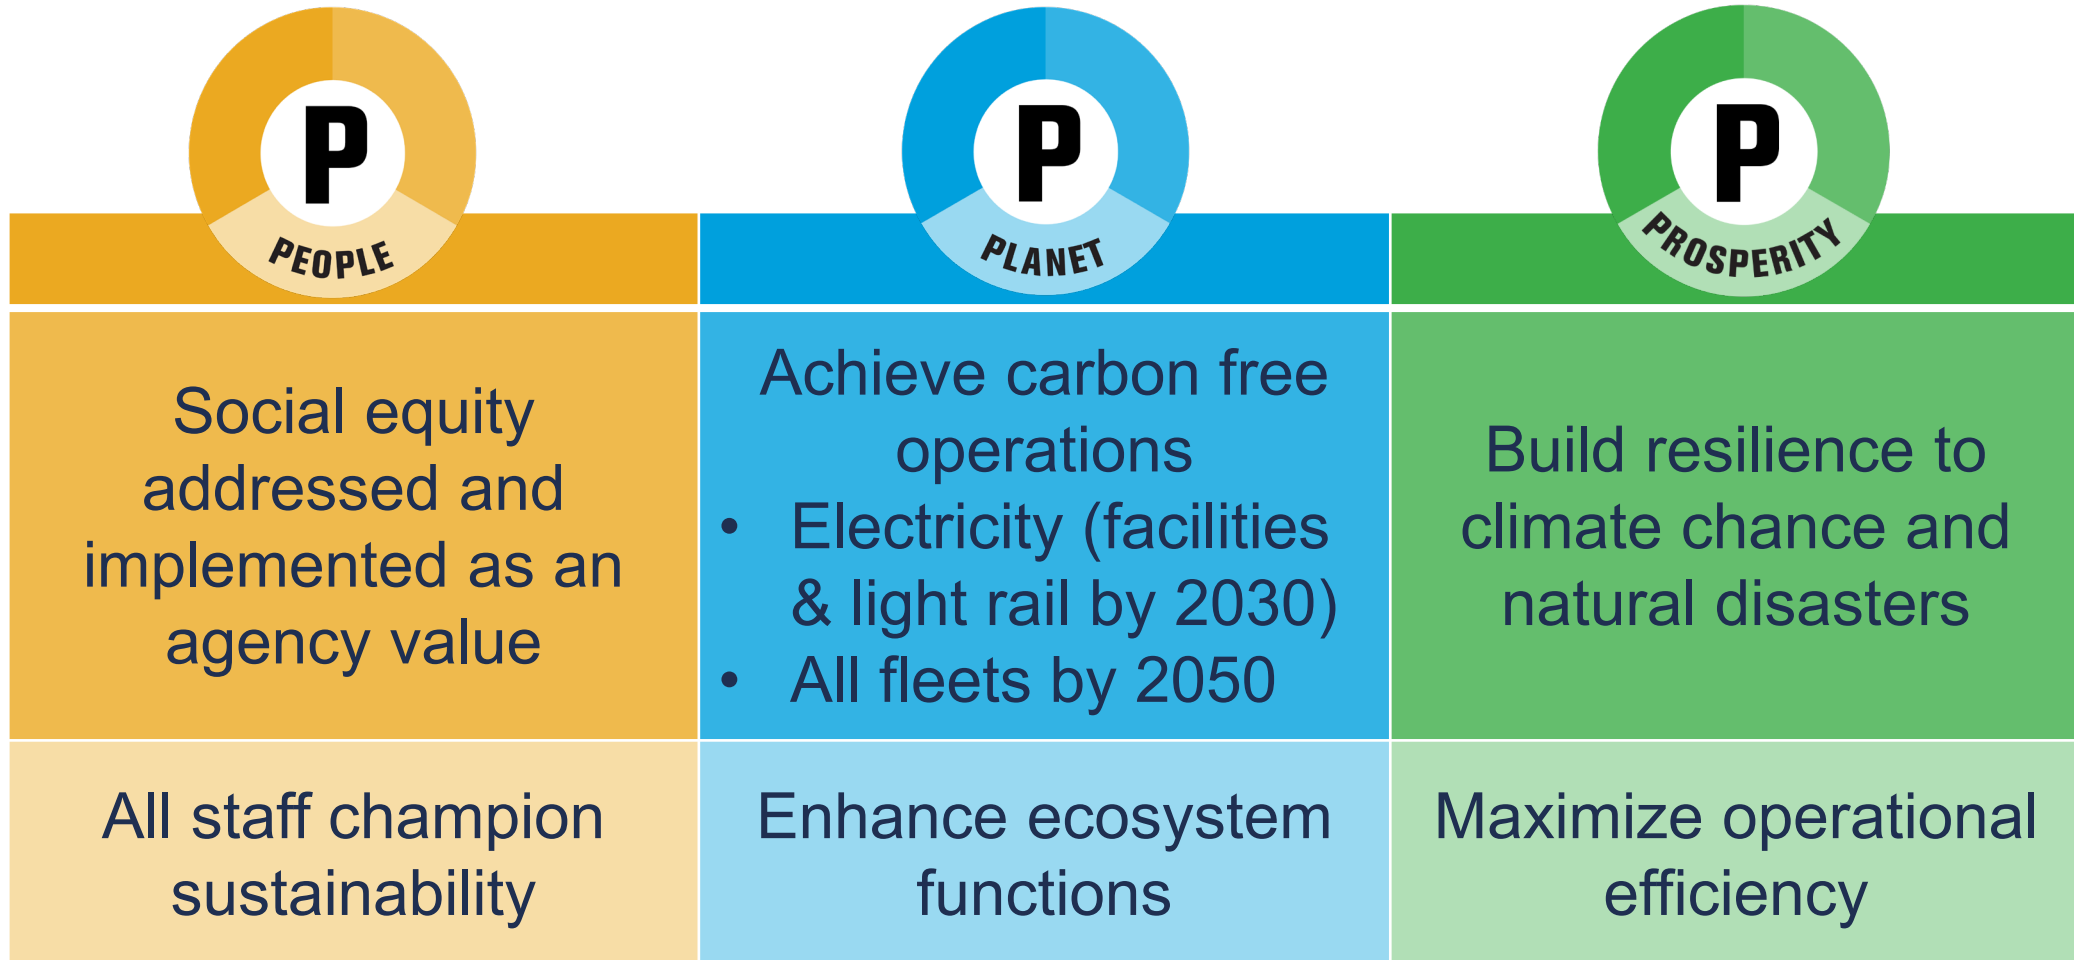 P
PEOPLE
P
PLANET
P
PROSPERITY
Social equity
addressed and
implemented as an
agency value
Achieve carbon free
operations
• Electricity (facilities
& light rail by 2030)
• All fleets by 2050
Build resilience to
climate chance and
natural disasters
All staff champion
sustainability
Enhance ecosystem
functions
Maximize operational
efficiency